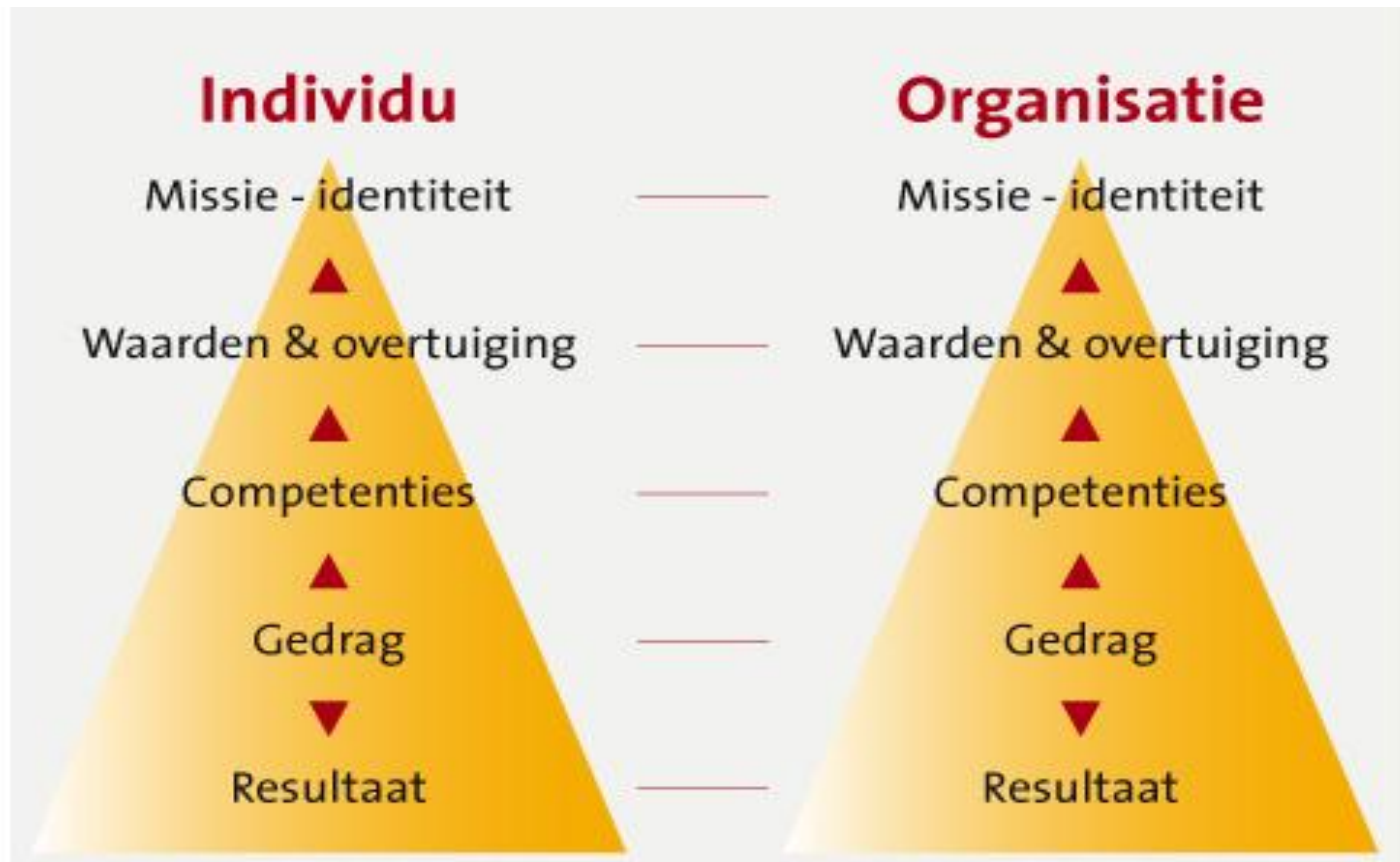 Individu
Missie - identiteit
Waarden & overtuiging
Competenties
Gedrag
Resultaat
Organisatie
Missie - identiteit
Waarden & overtuiging
Competenties
Gedrag
Resultaat